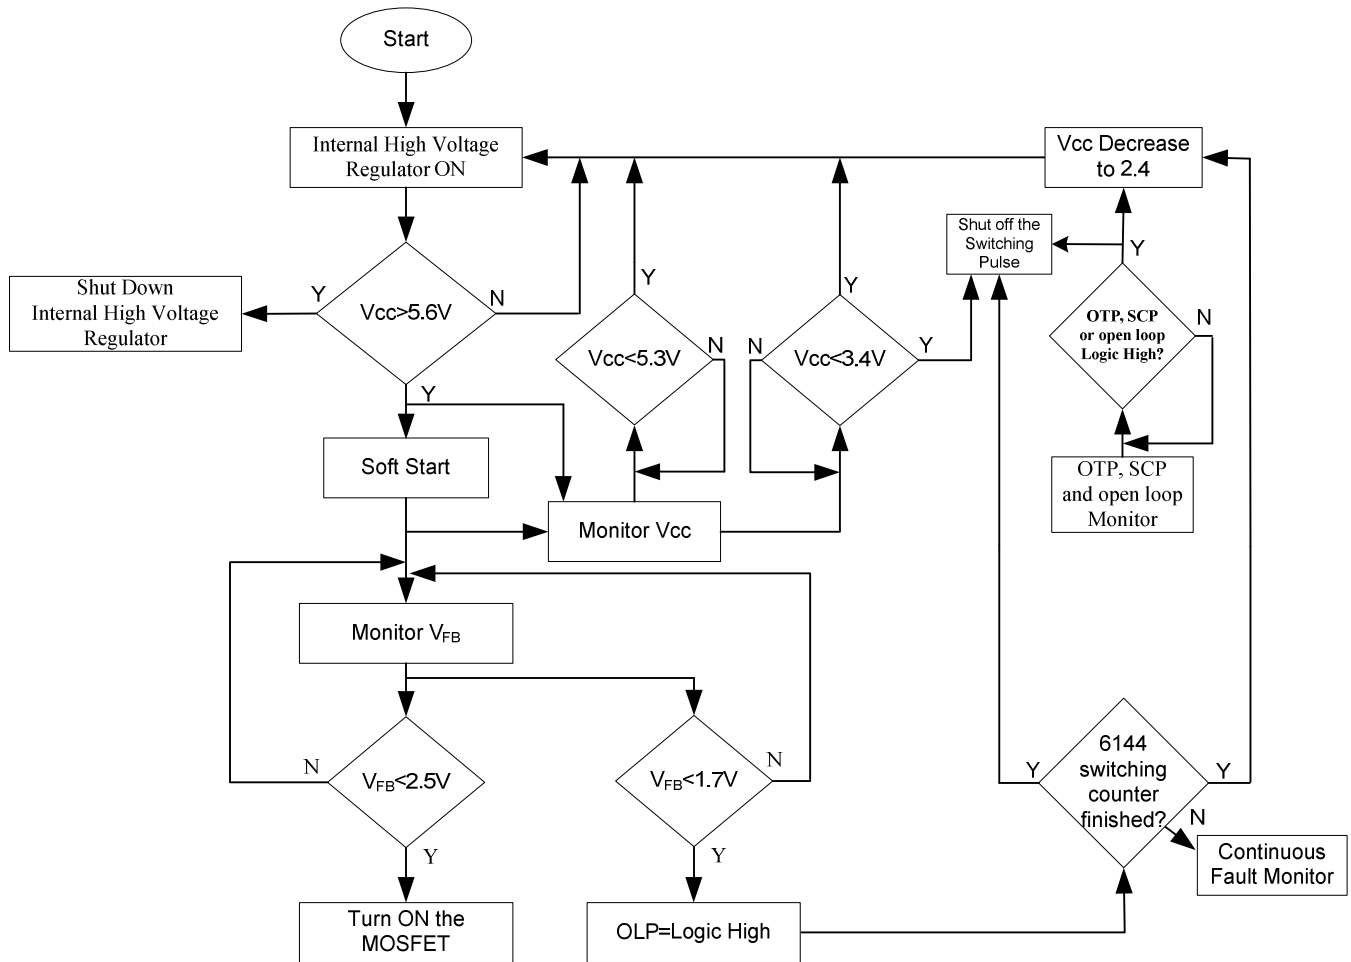 Start
Internal High Voltage
Regulator ON
Vcc Decrease
to 2.4
Shut off the
Switching
Pulse
Y
Shut Down
Internal High Voltage
Regulator
Y
Vcc>5.6V
N
Y
Vcc<5.3V
N
Y
N
Vcc<3.4V
Y
OTP, SCP
or open loop
Logic High?
N
Y
Soft Start
Monitor Vcc
OTP, SCP
and open loop
Monitor
Monitor VFB
N
VFB<2.5V
Y
VFB<1.7V
N
Y
Y
6144
switching
counter
finished?
Y
N
Continuous
Fault Monitor
Turn ON the
MOSFET
OLP=Logic High